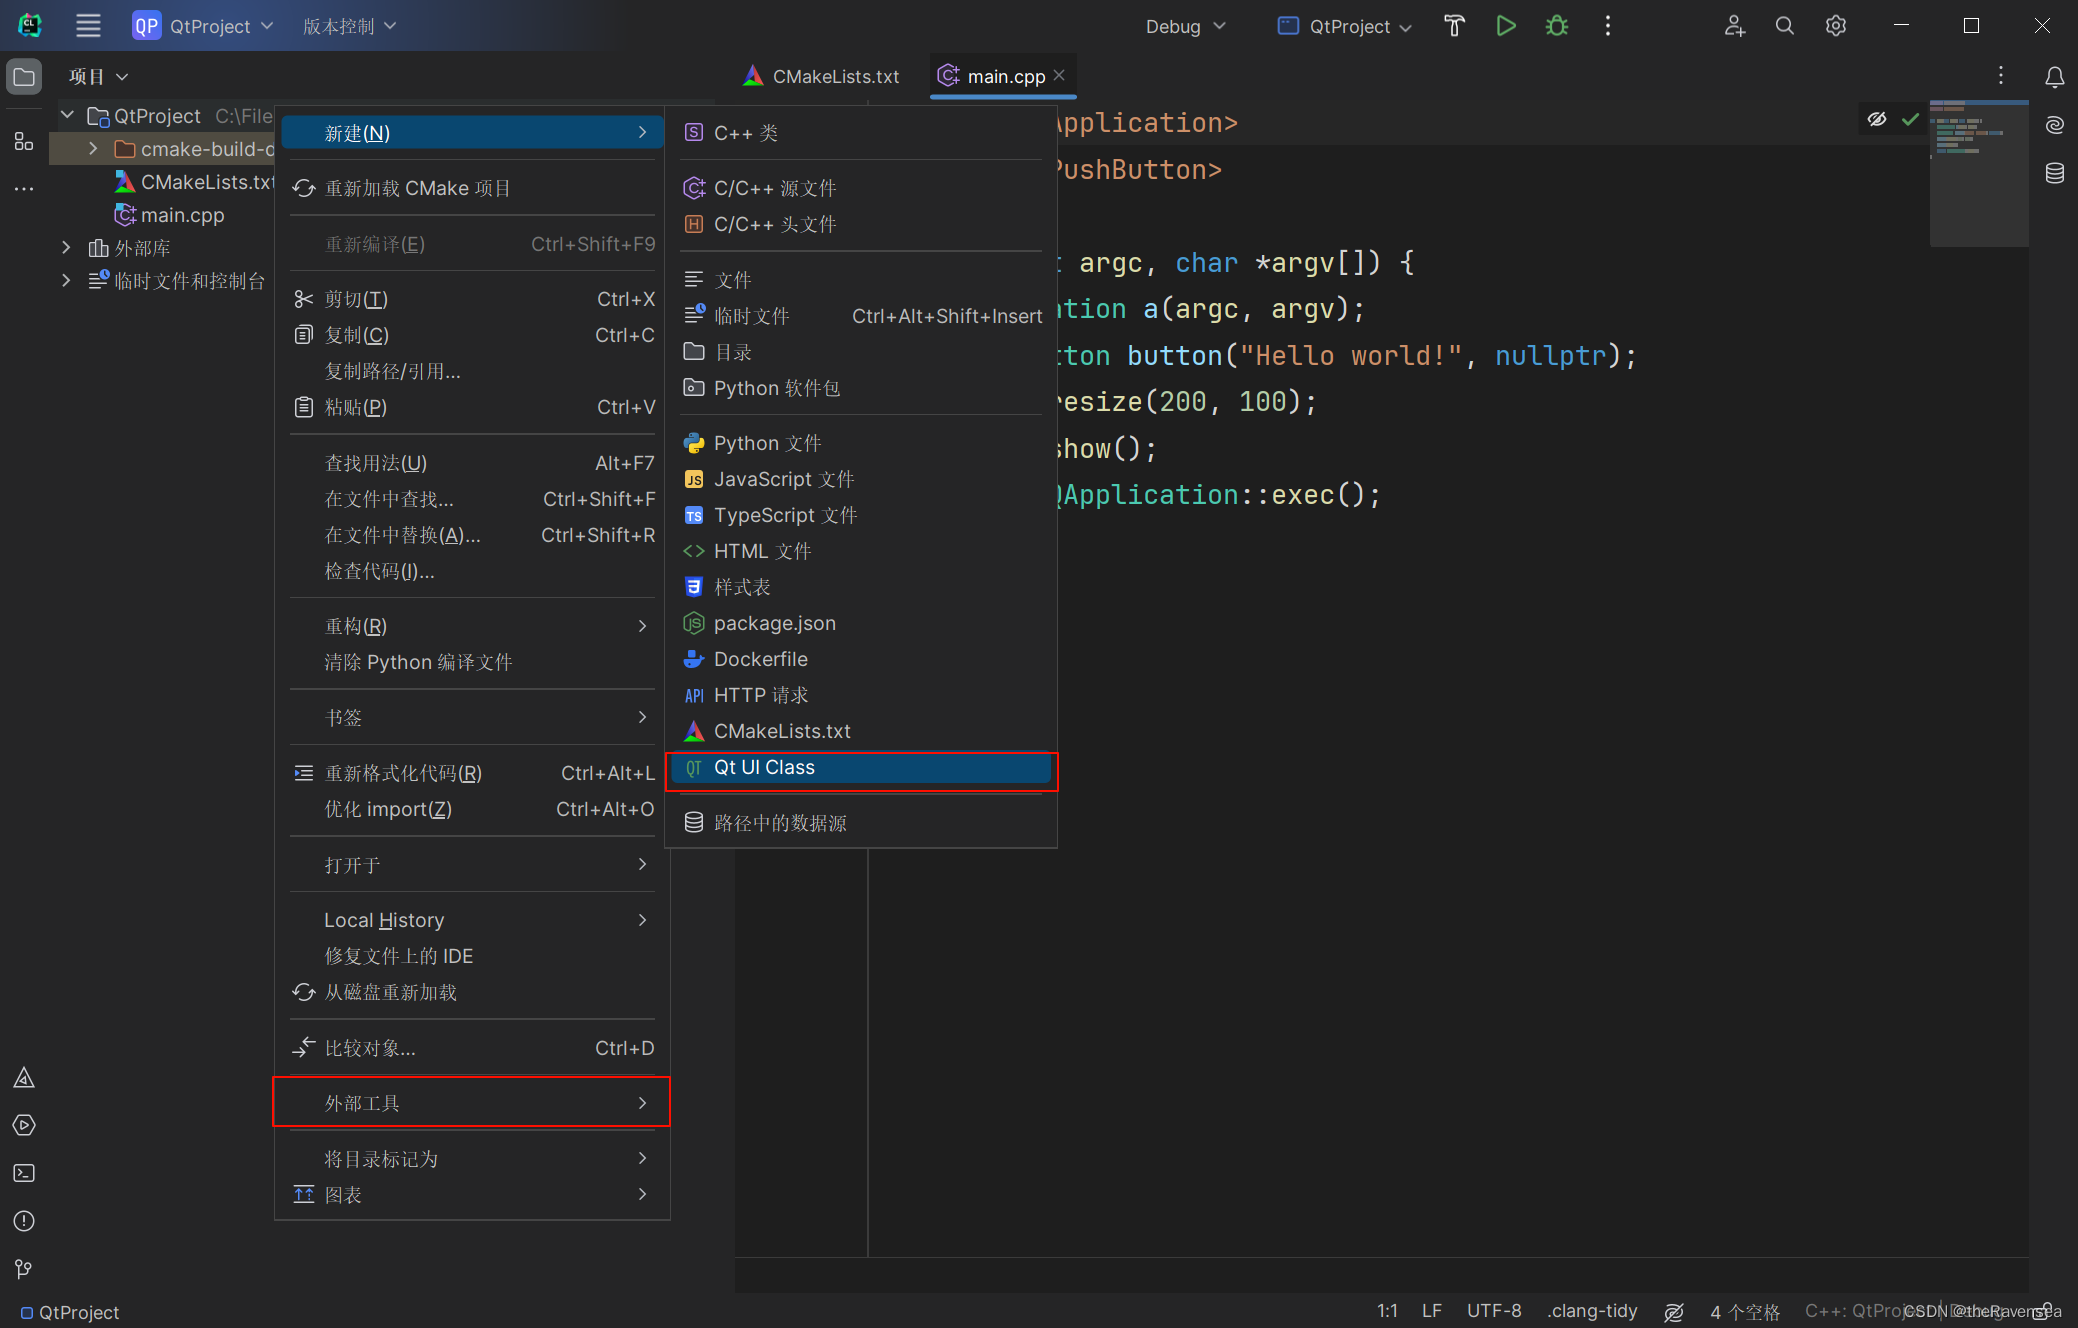 QP QtProject 版本控制 Debug QtProject
项目
CMakeLists.txt main.cpp
QtProject C:\File
cmake-build-d
CMakeLists.txt
main.cpp
外部库
临时文件和控制台
新建(N)
重新加载 CMake 项目
重新编译(E) Ctrl+Shift+F9
剪切(T) Ctrl+X
复制(C) Ctrl+C
复制路径/引用...
粘贴(P) Ctrl+V
查找用法(U) Alt+F7
在文件中查找... Ctrl+Shift+F
在文件中替换(A)... Ctrl+Shift+R
检查代码(I)...
重构(R)
清除 Python 编译文件
书签
重新格式化代码(R) Ctrl+Alt+L
优化 import(Z) Ctrl+Alt+O
打开于
Local History
修复文件上的 IDE
从磁盘重新加载
比较对象... Ctrl+D
外部工具
将目录标记为
图表
C++ 类
C/C++ 源文件
C/C++ 头文件
文件
临时文件 Ctrl+Alt+Shift+Insert
目录
Python 软件包
Python 文件
JavaScript 文件
TypeScript 文件
HTML 文件
样式表
package.json
Dockerfile
API HTTP 请求
CMakeLists.txt
QT Qt UI Class
路径中的数据源
Application>
PushButton>
t argc, char *argv[]) {
ation a(argc, argv);
tton button("Hello world!", nullptr);
resize(200, 100);
show();
QApplication::exec();
QtProject
1:1 LF UTF-8 .clang-tidy 4 个空格 C++: QtProject | Debug
CSDN @theRavensea